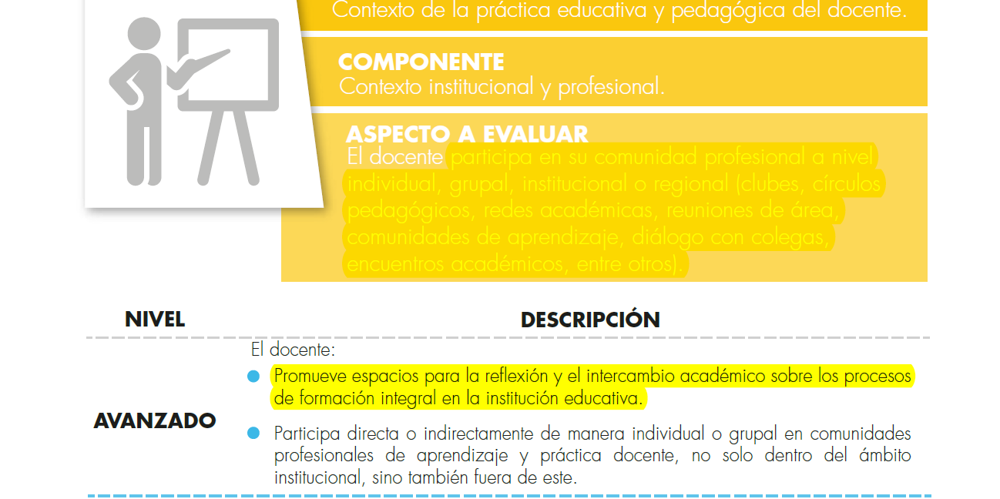 Contexto de la práctica educativa y pedagógica del docente.
COMPONENTE
Contexto institucional y profesional.
ASPECTO A EVALUAR
El docente participa en su comunidad profesional a nivel
individual, grupal, institucional o regional (clubes, círculos
pedagógicos, redes académicas, reuniones de área,
comunidades de aprendizaje, diálogo con colegas,
encuentros académicos, entre otros).
NIVEL
DESCRIPCIÓN
El docente:
Promueve espacios para la reflexión y el intercambio académico sobre los procesos
de formación integral en la institución educativa.
AVANZADO
Participa directa o indirectamente de manera individual o grupal en comunidades
profesionales de aprendizaje y práctica docente, no solo dentro del ámbito
institucional, sino también fuera de este.